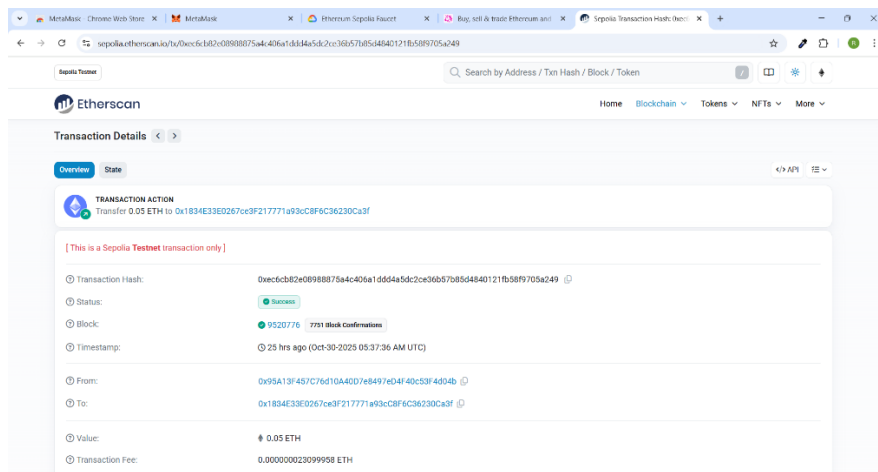 MetaMask - Chrome Web Store
MetaMask
Ethereum Sepolia Faucet
Buy, sell & trade Ethereum and
Sepolia Transaction Hash: 0xec6
sepolia.etherscan.io/tx/0xec6cb82e08988875a4c406a1ddd4a5dc2ce36b57b85d4840121fb58f9705a249
Sepolia Testnet
Search by Address / Txn Hash / Block / Token
/
Etherscan
Home Blockchain Tokens NFTs More
Transaction Details < >
Overview State
</> API
TRANSACTION ACTION
Transfer 0.05 ETH to 0x1834E33E0267ce3F217771a93cC8F6C36230Ca3f
[ This is a Sepolia Testnet transaction only ]
Transaction Hash: 0xec6cb82e08988875a4c406a1ddd4a5dc2ce36b57b85d4840121fb58f9705a249
Status: Success
Block: 9520776 7751 Block Confirmations
Timestamp: 25 hrs ago (Oct-30-2025 05:37:36 AM UTC)
From: 0x95A13F457C76d10A40D7e8497eD4F40c53F4d04b
To: 0x1834E33E0267ce3F217771a93cC8F6C36230Ca3f
Value: 0.05 ETH
Transaction Fee: 0.000000023099958 ETH